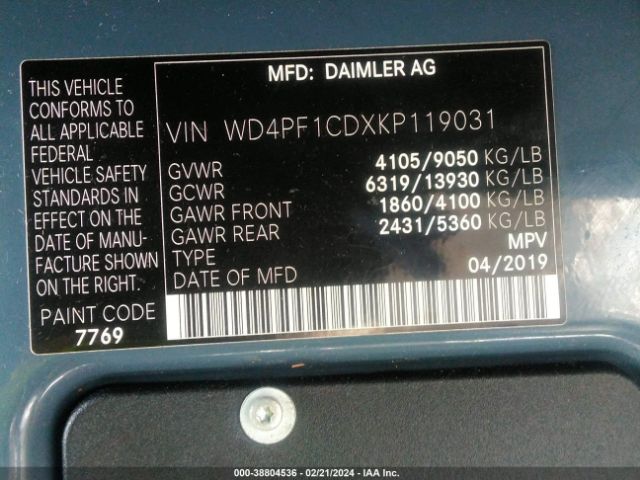 MFD: DAIMLER AG
THIS VEHICLE
CONFORMS TO
ALL APPLICABLE
FEDERAL
VEHICLE SAFETY
STANDARDS IN
EFFECT ON THE
DATE OF MANU-
FACTURE SHOWN
ON THE PLATE.
PAINT CODE
7769
VIN WD4PF1CDXKP119031
GVWR 4105/9050 KG/LB
GCWR 6319/13930 KG/LB
GAWR FRONT 1860/4100 KG/LB
GAWR REAR 2431/5360 KG/LB
TYPE MPV
DATE OF MFD 04/2019
000-38804536 - 02/21/2024 - IAA Inc.